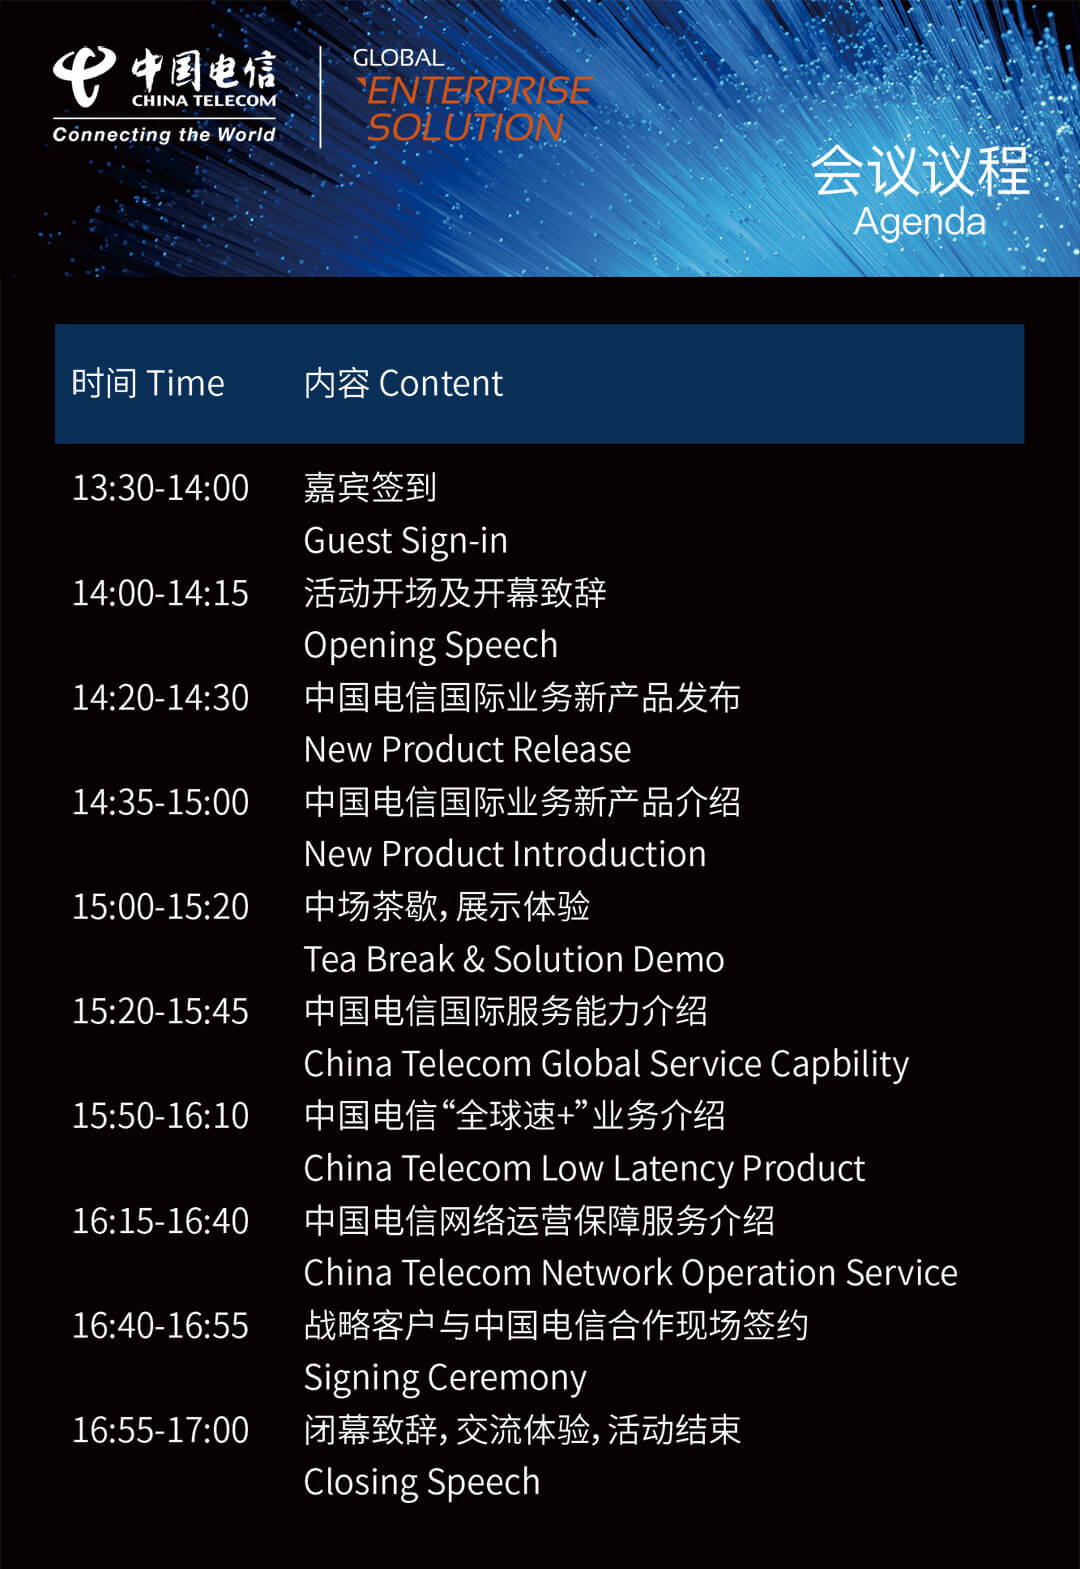 中国电信
CHINA TELECOM
Connecting the World
GLOBAL
ENTERPRISE
SOLUTION
会议议程
Agenda
时间 Time 内容 Content
13:30-14:00 嘉宾签到
Guest Sign-in
14:00-14:15 活动开场及开幕致辞
Opening Speech
14:20-14:30 中国电信国际业务新产品发布
New Product Release
14:35-15:00 中国电信国际业务新产品介绍
New Product Introduction
15:00-15:20 中场茶歇，展示体验
Tea Break & Solution Demo
15:20-15:45 中国电信国际服务能力介绍
China Telecom Global Service Capbility
15:50-16:10 中国电信“全球速+”业务介绍
China Telecom Low Latency Product
16:15-16:40 中国电信网络运营保障服务介绍
China Telecom Network Operation Service
16:40-16:55 战略客户与中国电信合作现场签约
Signing Ceremony
16:55-17:00 闭幕致辞，交流体验，活动结束
Closing Speech